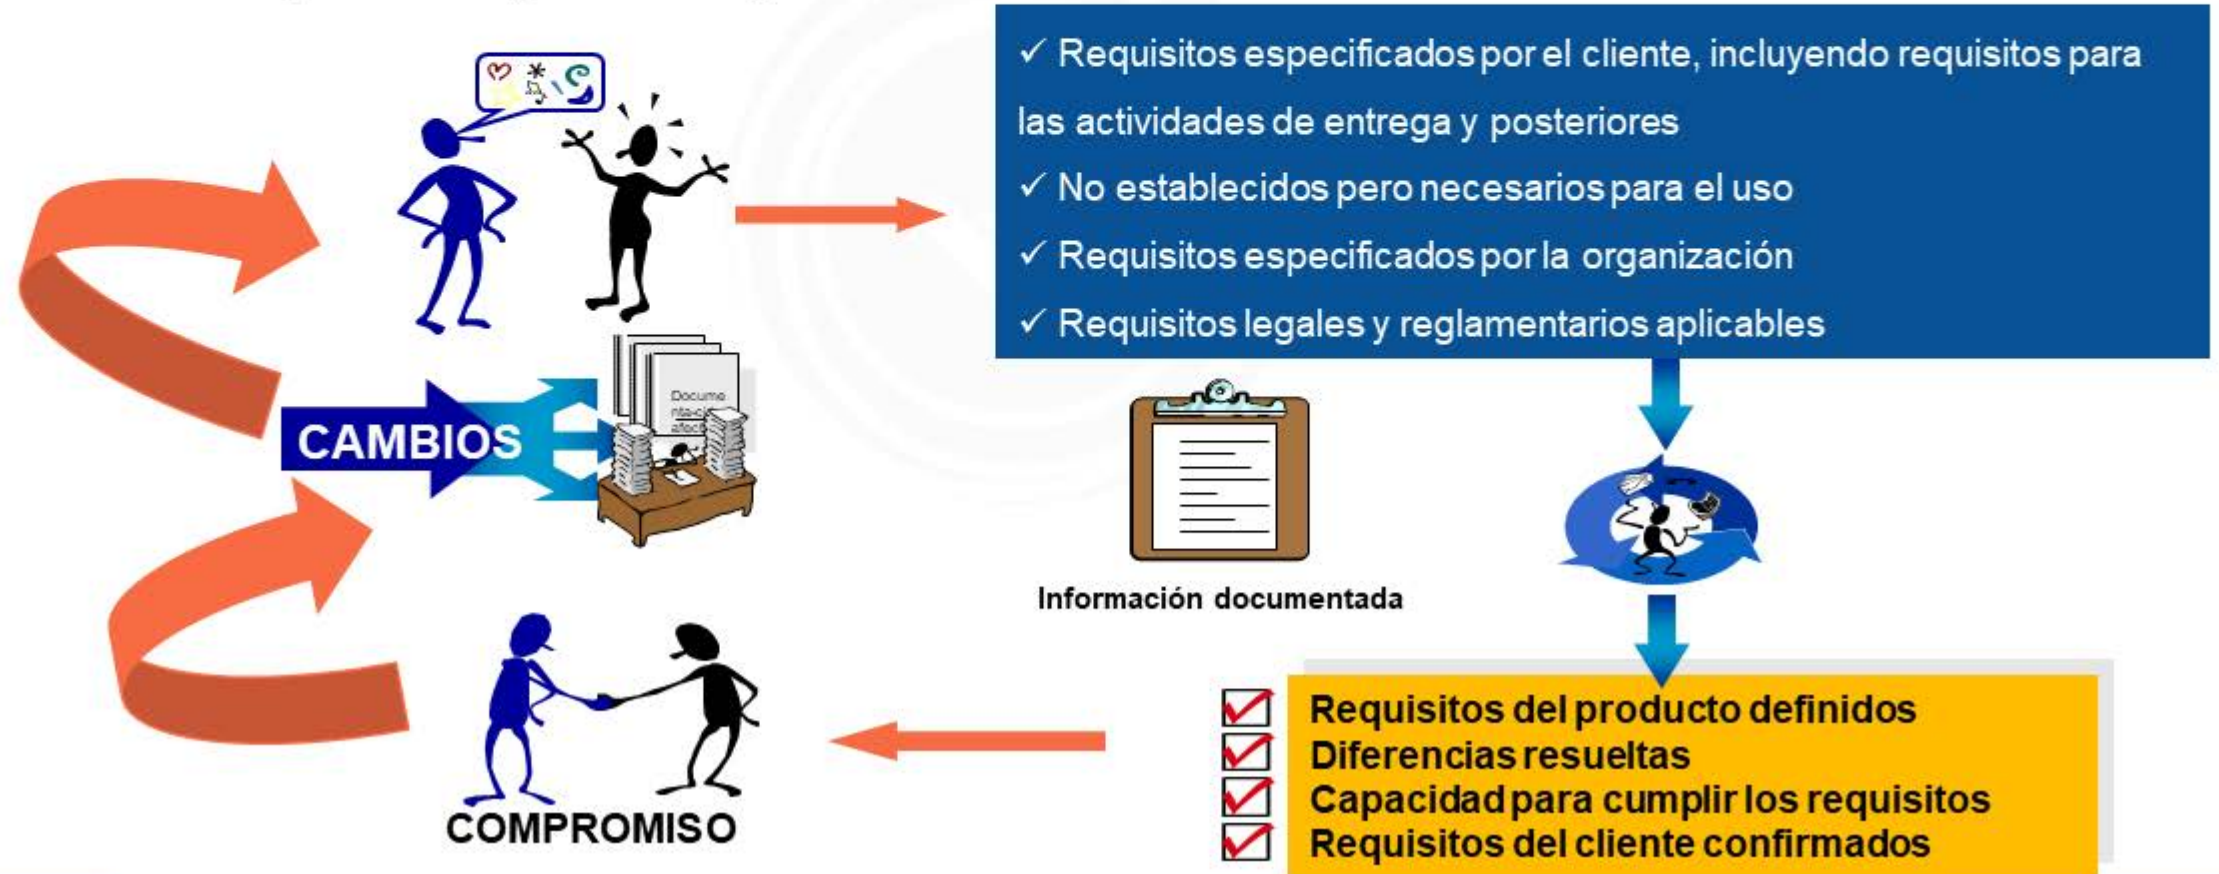 ✓ Requisitos especificados por el cliente, incluyendo requisitos para
las actividades de entrega y posteriores
✓ No establecidos pero necesarios para el uso
✓ Requisitos especificados por la organización
✓ Requisitos legales y reglamentarios aplicables
Docume
CAMBIOS
Información documentada
Requisitos del producto definidos
Diferencias resueltas
Capacidad para cumplir los requisitos
Requisitos del cliente confirmados
COMPROMISO